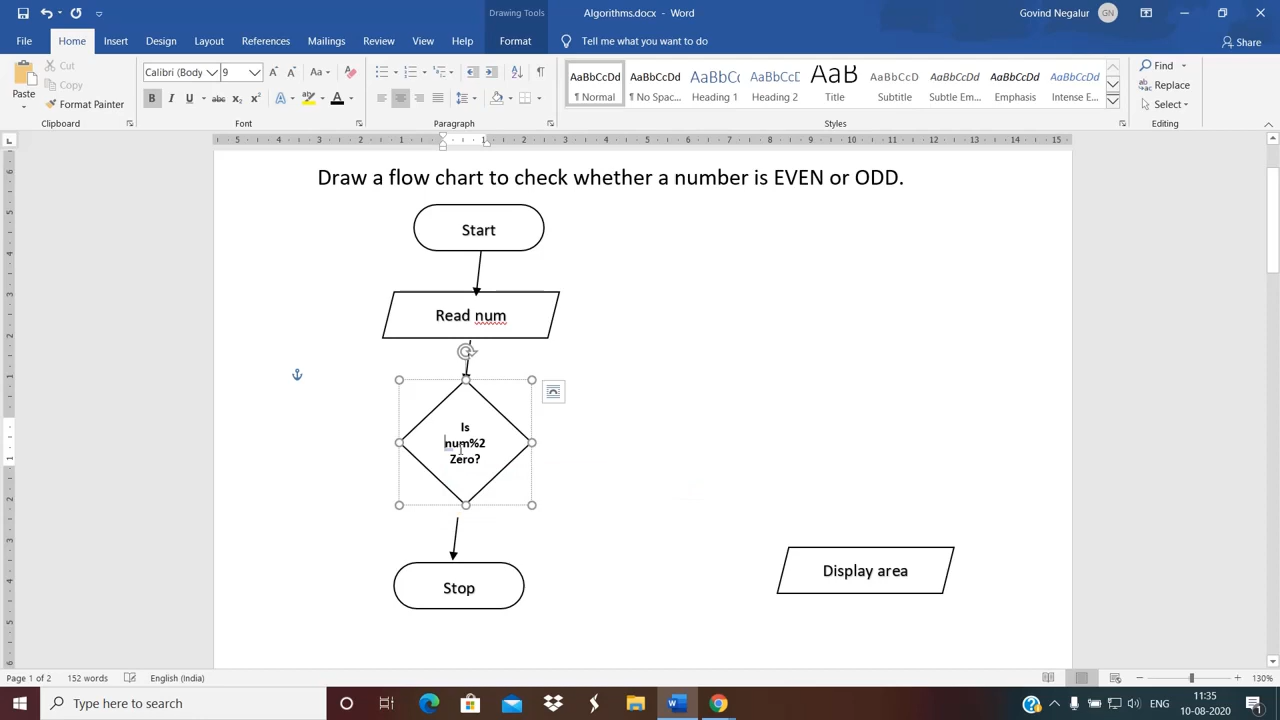 Drawing Tools
Algorithms.docx - Word
Govind Negalur
GN
File
Home
Insert
Design
Layout
References
Mailings
Review
View
Help
Format
Tell me what you want to do
Share
Paste
Cut
Copy
Format Painter
Clipboard
Calibri (Body
9
Font
Paragraph
AaBbCcDd
¶ Normal
AaBbCcDd
¶ No Spac...
AaBbCc
Heading 1
AaBbCcE
Heading 2
AaB
Title
AaBbCcDd
Subtitle
AaBbCcDd
Subtle Em...
AaBbCcDd
Emphasis
AaBbCcDd
Intense E...
Styles
Find
Replace
Select
Editing
Draw a flow chart to check whether a number is EVEN or ODD.
Start
Read num
Is
num%2
Zero?
Stop
Display area
Page 1 of 2
152 words
English (India)
130%
Type here to search
ENG
11:35
10-08-2020